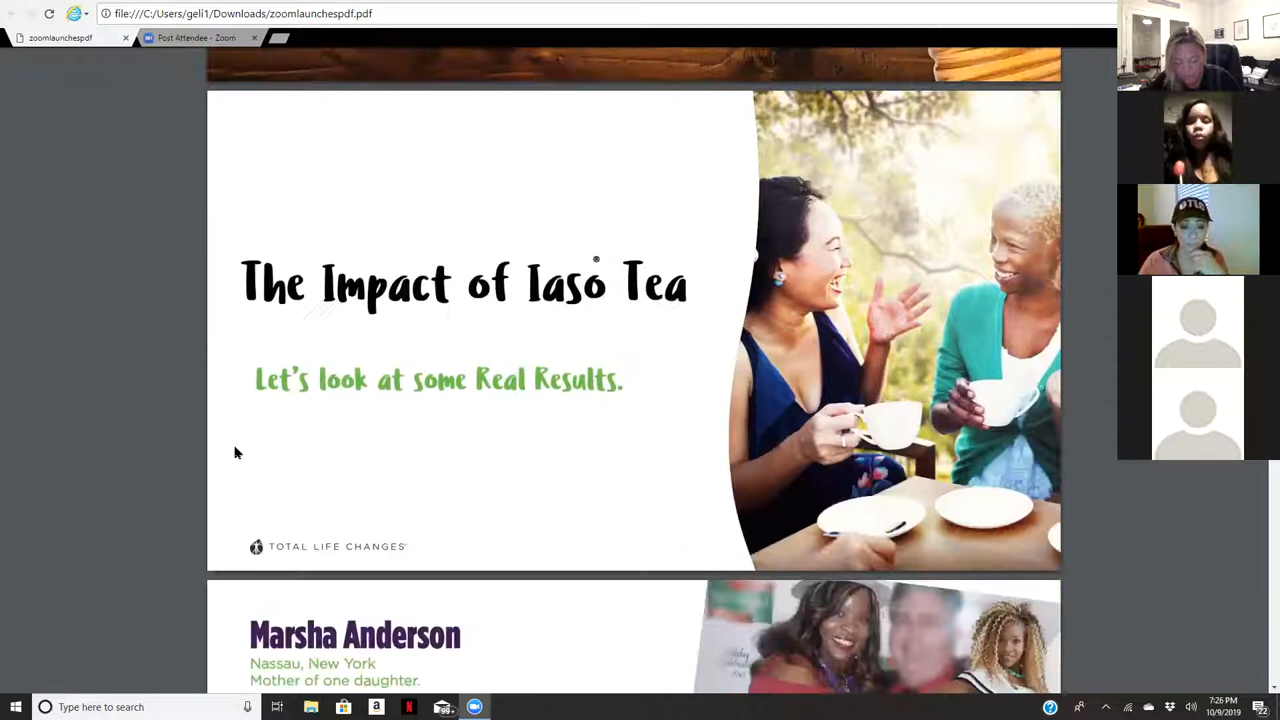 file:///C:/Users/geli1/Downloads/zoomlaunchespdf.pdf
zoomlaunchespdf
Post Attendee - Zoom
The Impact of Iaso® Tea
Let's look at some Real Results.
TOTAL LIFE CHANGES
Marsha Anderson
Nassau, New York
Mother of one daughter.
Type here to search
99+
7:26 PM
10/9/2019
22